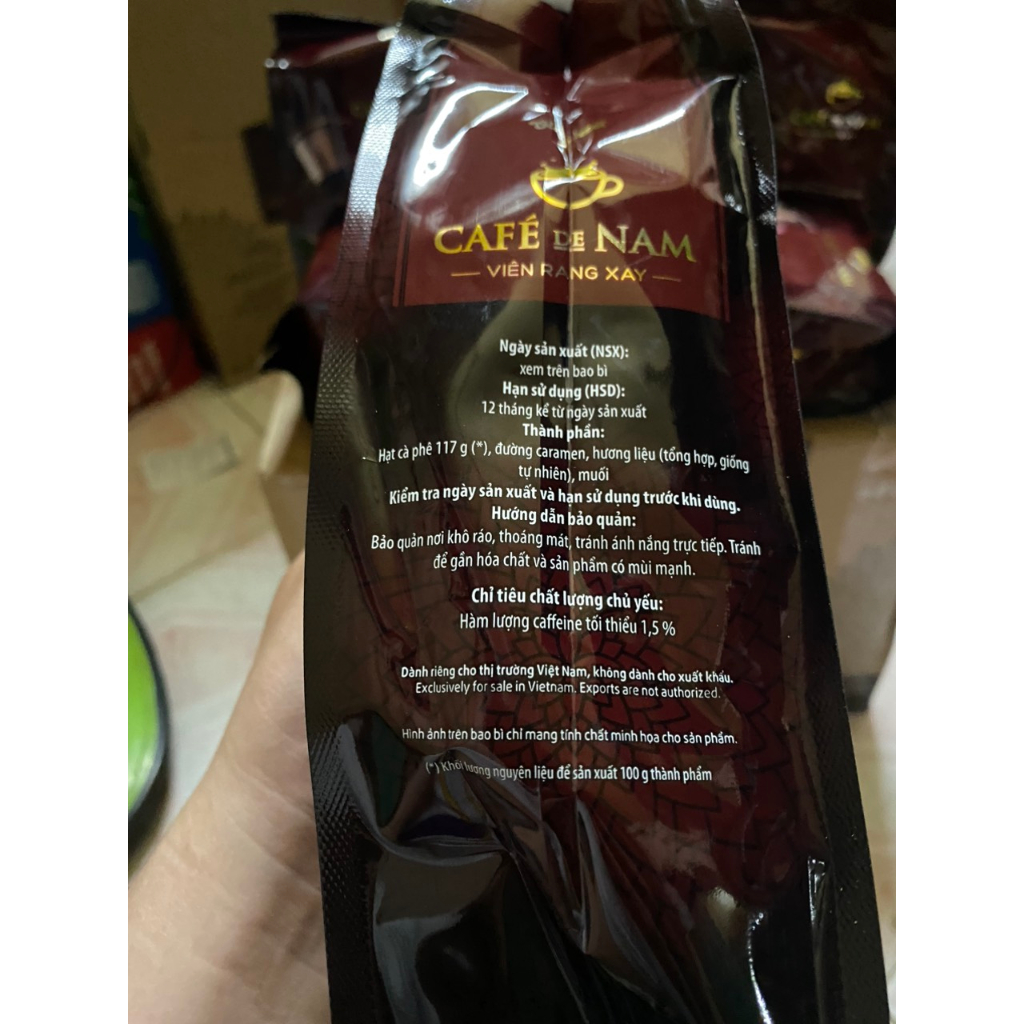 CAFÉ DE NAM
VIÊN RANG XAY
Ngày sản xuất (NSX):
xem trên bao bì
Hạn sử dụng (HSD):
12 tháng kể từ ngày sản xuất
Thành phần:
Hạt cà phê 117 g (*), đường caramen, hương liệu (tổng hợp, giống
tự nhiên), muối
Kiểm tra ngày sản xuất và hạn sử dụng trước khi dùng.
Hướng dẫn bảo quản:
Bảo quản nơi khô ráo, thoáng mát, tránh ánh nắng trực tiếp. Tránh
để gần hóa chất và sản phẩm có mùi mạnh.
Chỉ tiêu chất lượng chủ yếu:
Hàm lượng caffeine tối thiểu 1,5 %
Dành riêng cho thị trường Việt Nam, không dành cho xuất khẩu.
Exclusively for sale in Vietnam. Exports are not authorized.
Hình ảnh trên bao bì chỉ mang tính chất minh họa cho sản phẩm.
(*) Khối lượng nguyên liệu để sản xuất 100 g thành phẩm